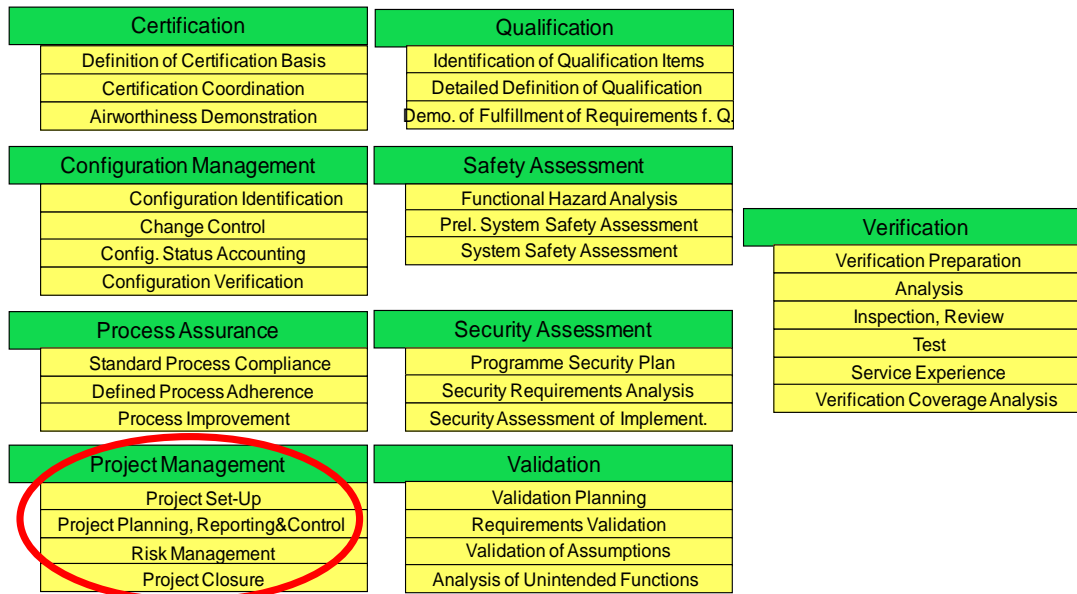 Certification
Definition of Certification Basis
Certification Coordination
Airworthiness Demonstration
Configuration Management
Configuration Identification
Change Control
Config. Status Accounting
Configuration Verification
Process Assurance
Standard Process Compliance
Defined Process Adherence
Process Improvement
Project Management
Project Set-Up
Project Planning, Reporting&Control
Risk Management
Project Closure
Qualification
Identification of Qualification Items
Detailed Definition of Qualification
Demo. of Fulfillment of Requirements f. Q.
Safety Assessment
Functional Hazard Analysis
Prel. System Safety Assessment
System Safety Assessment
Security Assessment
Programme Security Plan
Security Requirements Analysis
Security Assessment of Implement.
Validation
Validation Planning
Requirements Validation
Validation of Assumptions
Analysis of Unintended Functions
Verification
Verification Preparation
Analysis
Inspection, Review
Test
Service Experience
Verification Coverage Analysis